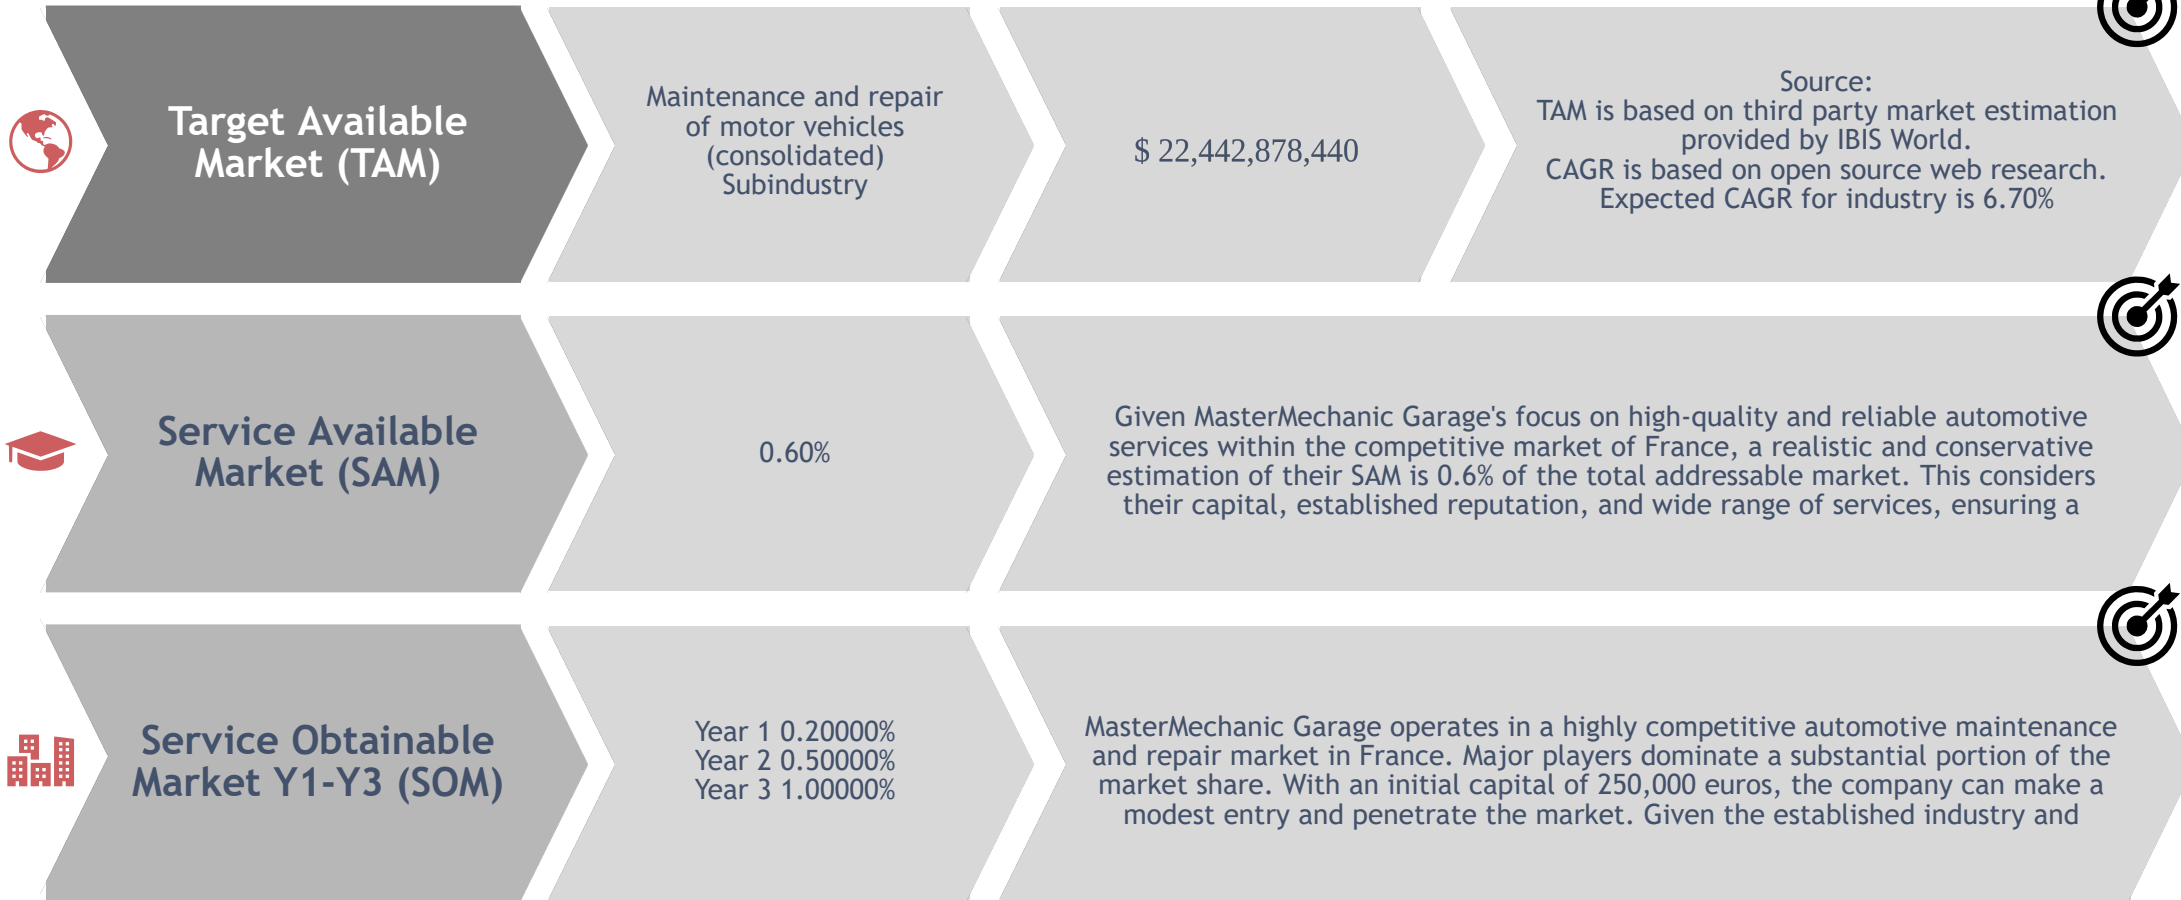 Target Available
Market (TAM)
Maintenance and repair
of motor vehicles
(consolidated)
Subindustry
$ 22,442,878,440
Source:
TAM is based on third party market estimation
provided by IBIS World.
CAGR is based on open source web research.
Expected CAGR for industry is 6.70%
Service Available
Market (SAM)
0.60%
Given MasterMechanic Garage's focus on high-quality and reliable automotive
services within the competitive market of France, a realistic and conservative
estimation of their SAM is 0.6% of the total addressable market. This considers
their capital, established reputation, and wide range of services, ensuring a
Service Obtainable
Market Y1-Y3 (SOM)
Year 1 0.20000%
Year 2 0.50000%
Year 3 1.00000%
MasterMechanic Garage operates in a highly competitive automotive maintenance
and repair market in France. Major players dominate a substantial portion of the
market share. With an initial capital of 250,000 euros, the company can make a
modest entry and penetrate the market. Given the established industry and